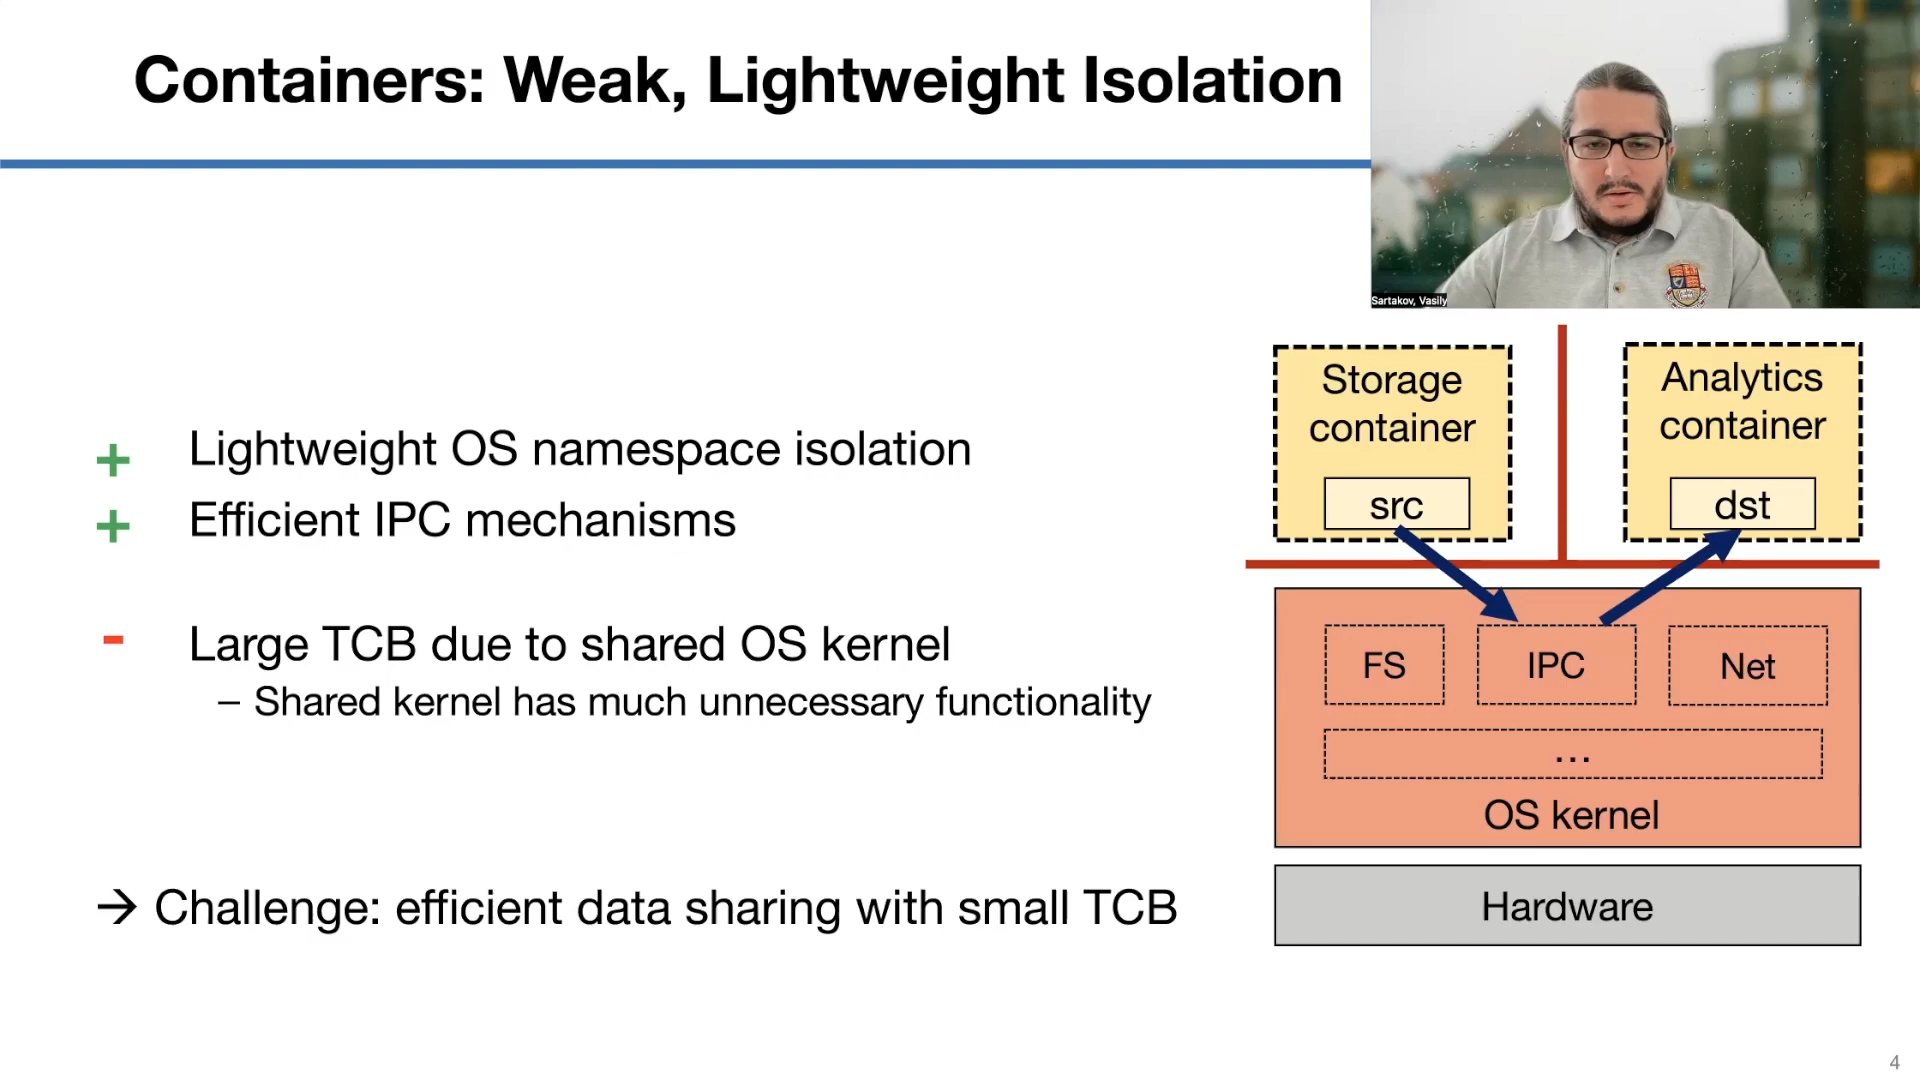 Containers: Weak, Lightweight Isolation
Sartakov, Vasily
+ Lightweight OS namespace isolation
+ Efficient IPC mechanisms
- Large TCB due to shared OS kernel
– Shared kernel has much unnecessary functionality
→ Challenge: efficient data sharing with small TCB
Storage
container
src
Analytics
container
dst
FS
IPC
Net
...
OS kernel
Hardware
4